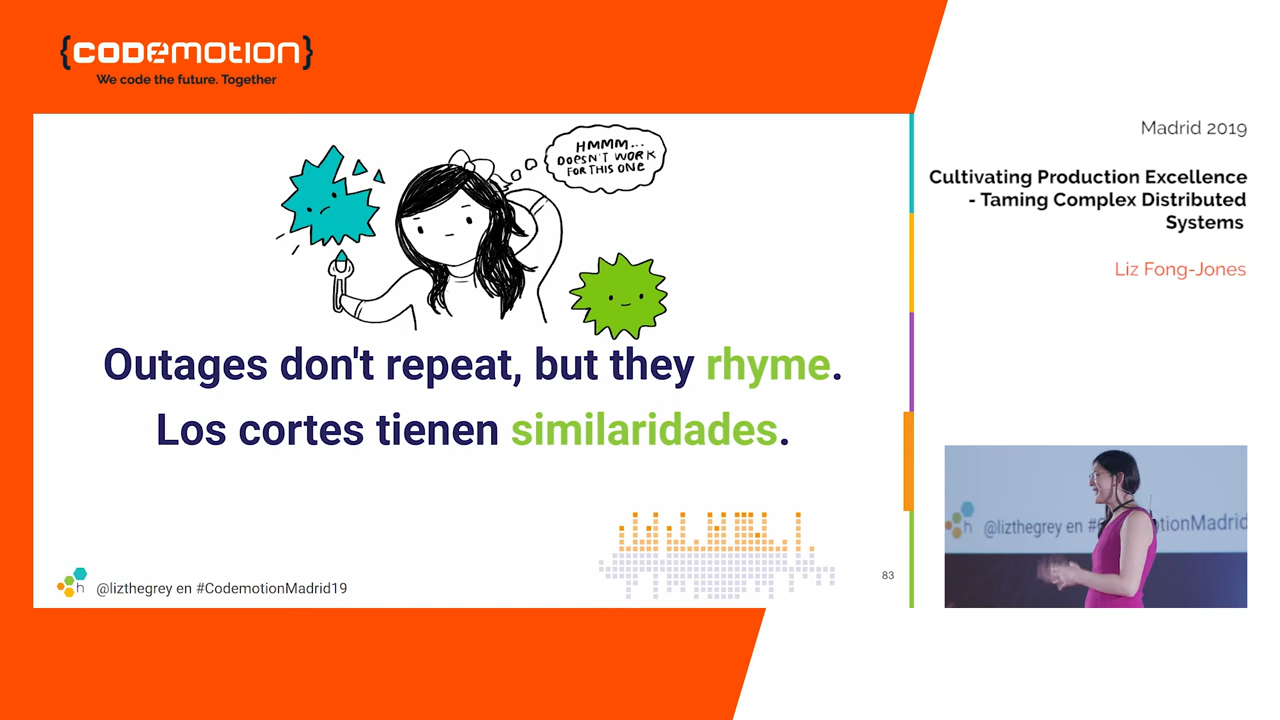 {CODEMOTION}
We code the future. Together
HMMM...
DOESN'T WORK
FOR THIS ONE
Outages don't repeat, but they rhyme.
Los cortes tienen similaridades.
h
@lizthegrey en #CodemotionMadrid19
83
Madrid 2019
Cultivating Production Excellence
- Taming Complex Distributed
Systems
Liz Fong-Jones
h
@lizthegrey en #C motionMadrid